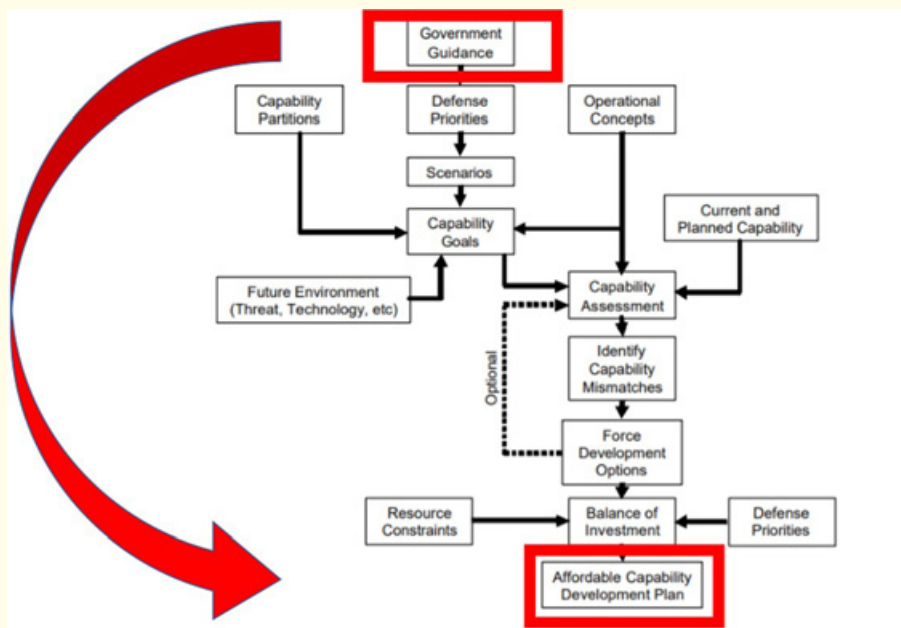 Government
Guidance
Capability
Partitions
Defense
Priorities
Operational
Concepts
Scenarios
Capability
Goals
Current and
Planned Capability
Future Environment
(Threat, Technology, etc)
Capability
Assessment
Optional
Identify
Capability
Mismatches
Force
Development
Options
Resource
Constraints
Balance of
Investment
Defense
Priorities
Affordable Capability
Development Plan